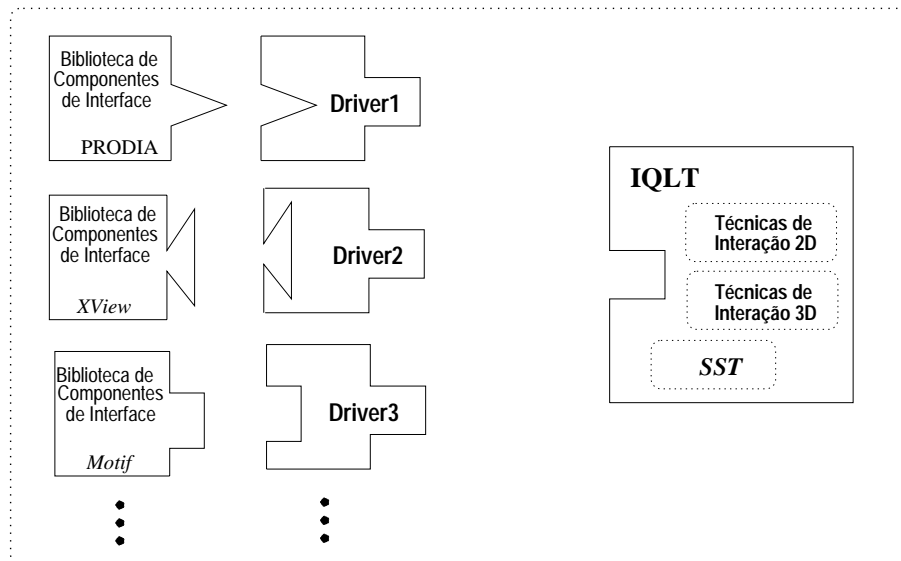 Biblioteca de
Componentes
de Interface
PRODIA
Driver1
Biblioteca de
Componentes
de Interface
XView
Driver2
Biblioteca de
Componentes
de Interface
Motif
Driver3
IQLT
Técnicas de
Interação 2D
Técnicas de
Interação 3D
SST